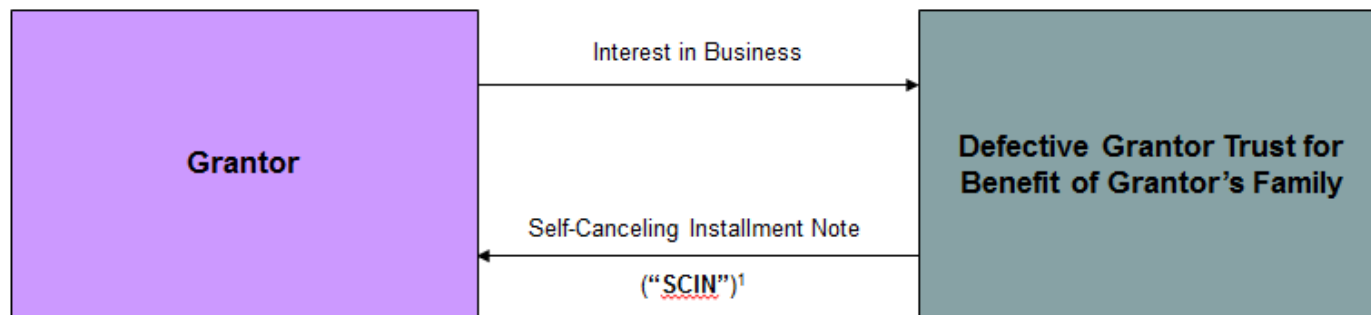 Interest in Business
Grantor
Defective Grantor Trust for
Benefit of Grantor’s Family
Self-Canceling Installment Note
(“SCIN”)¹